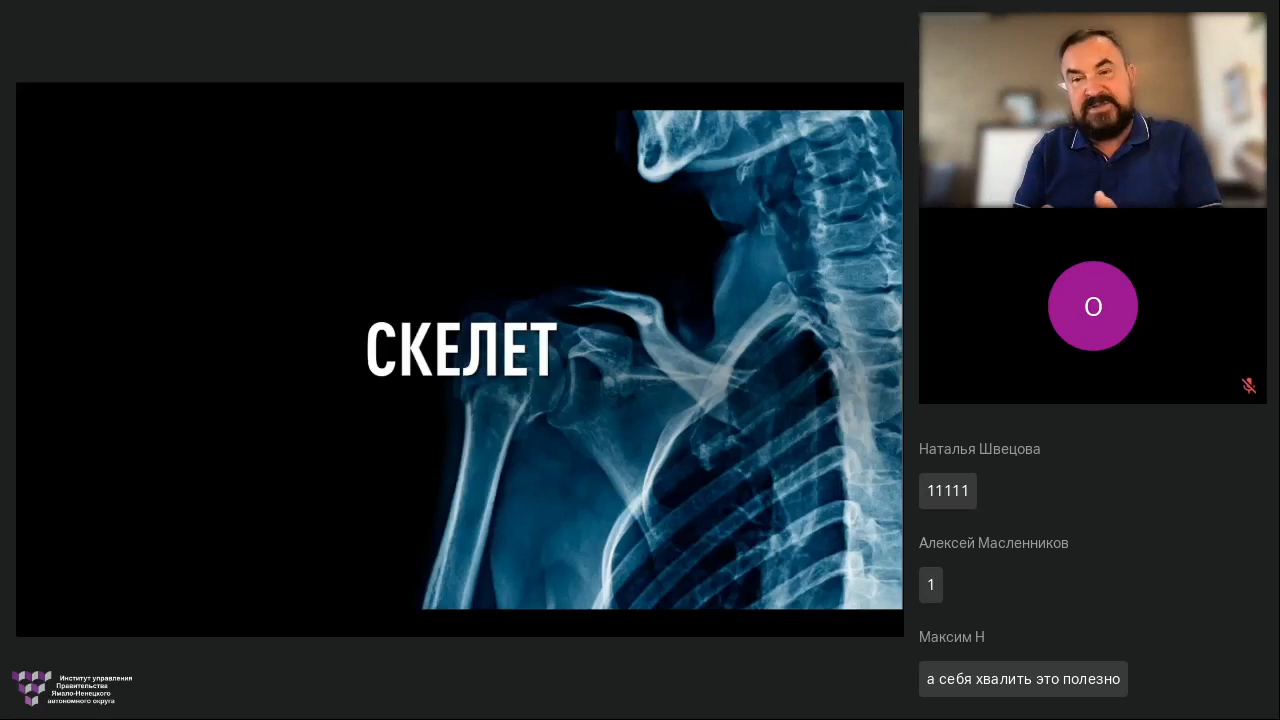 СКЕЛЕТ
О
Наталья Швецова
11111
Алексей Масленников
1
Максим Н
а себя хвалить это полезно
Институт управления
Правительства
Ямало-Ненецкого
автономного округа